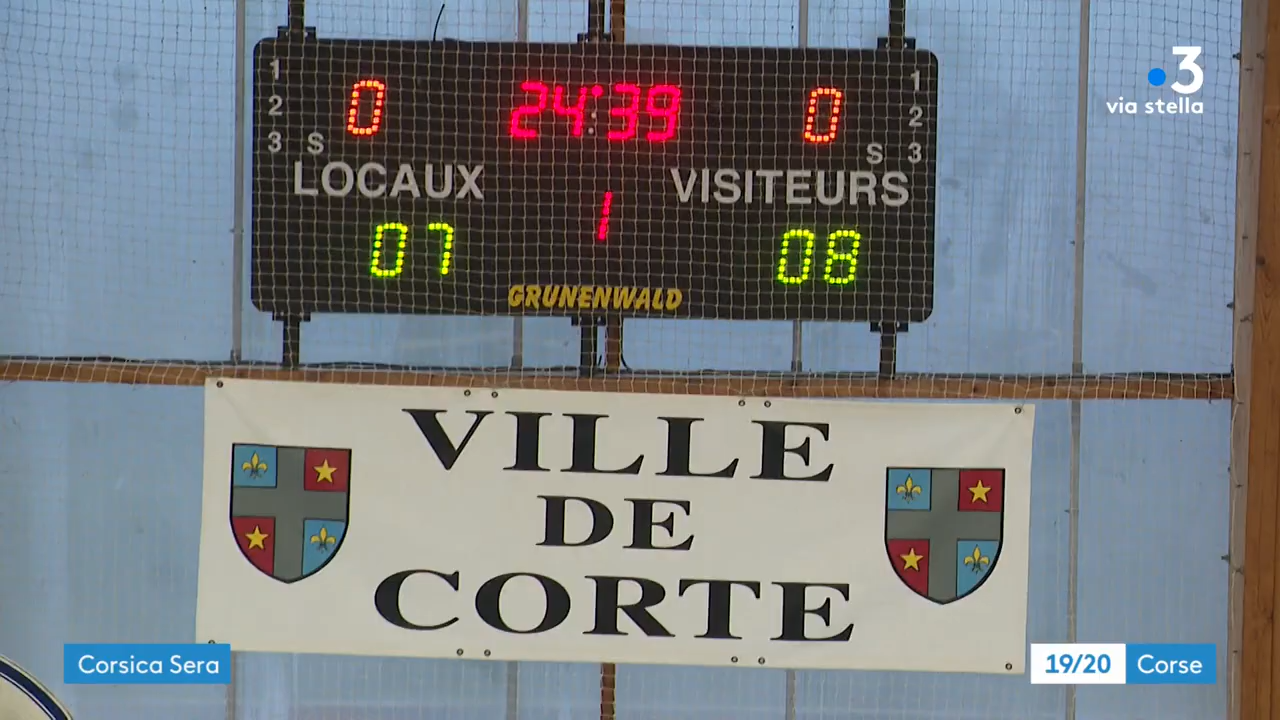 1 0 24:39 0 1
2 2
3 S S 3
LOCAUX VISITEURS
1
07 08
GRUNENWALD
VILLE
DE
CORTE
3
via stella
Corsica Sera
19/20 Corse